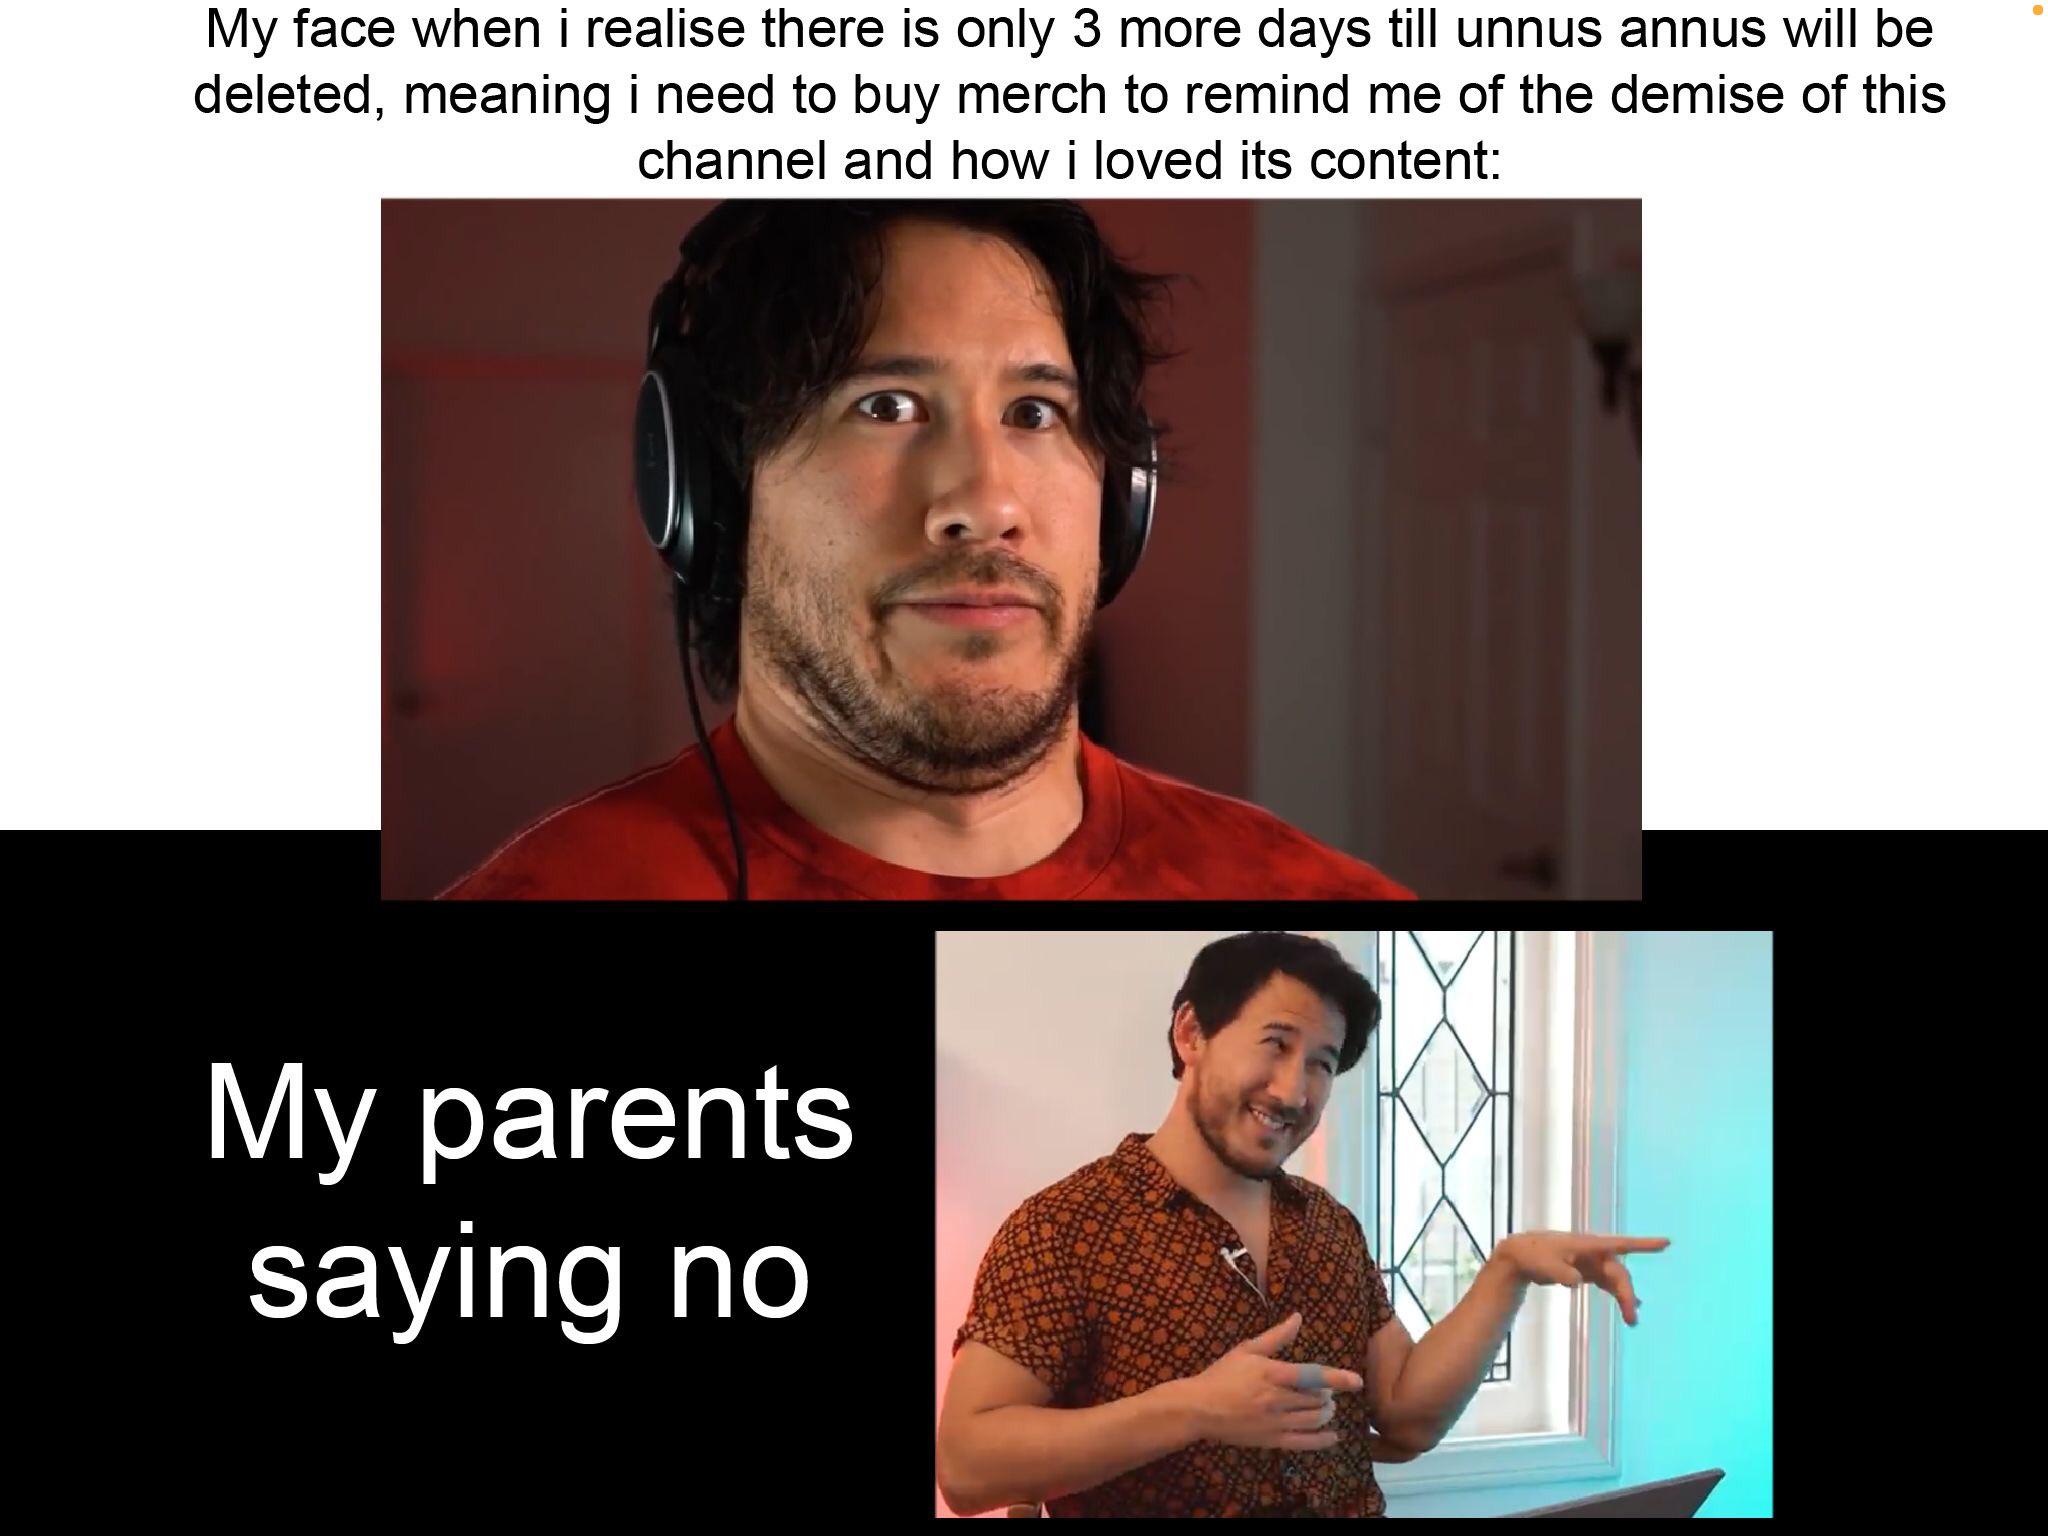 My face when i realise there is only 3 more days till unnus annus will be
deleted, meaning i need to buy merch to remind me of the demise of this
channel and how i loved its content:
My parents
saying no